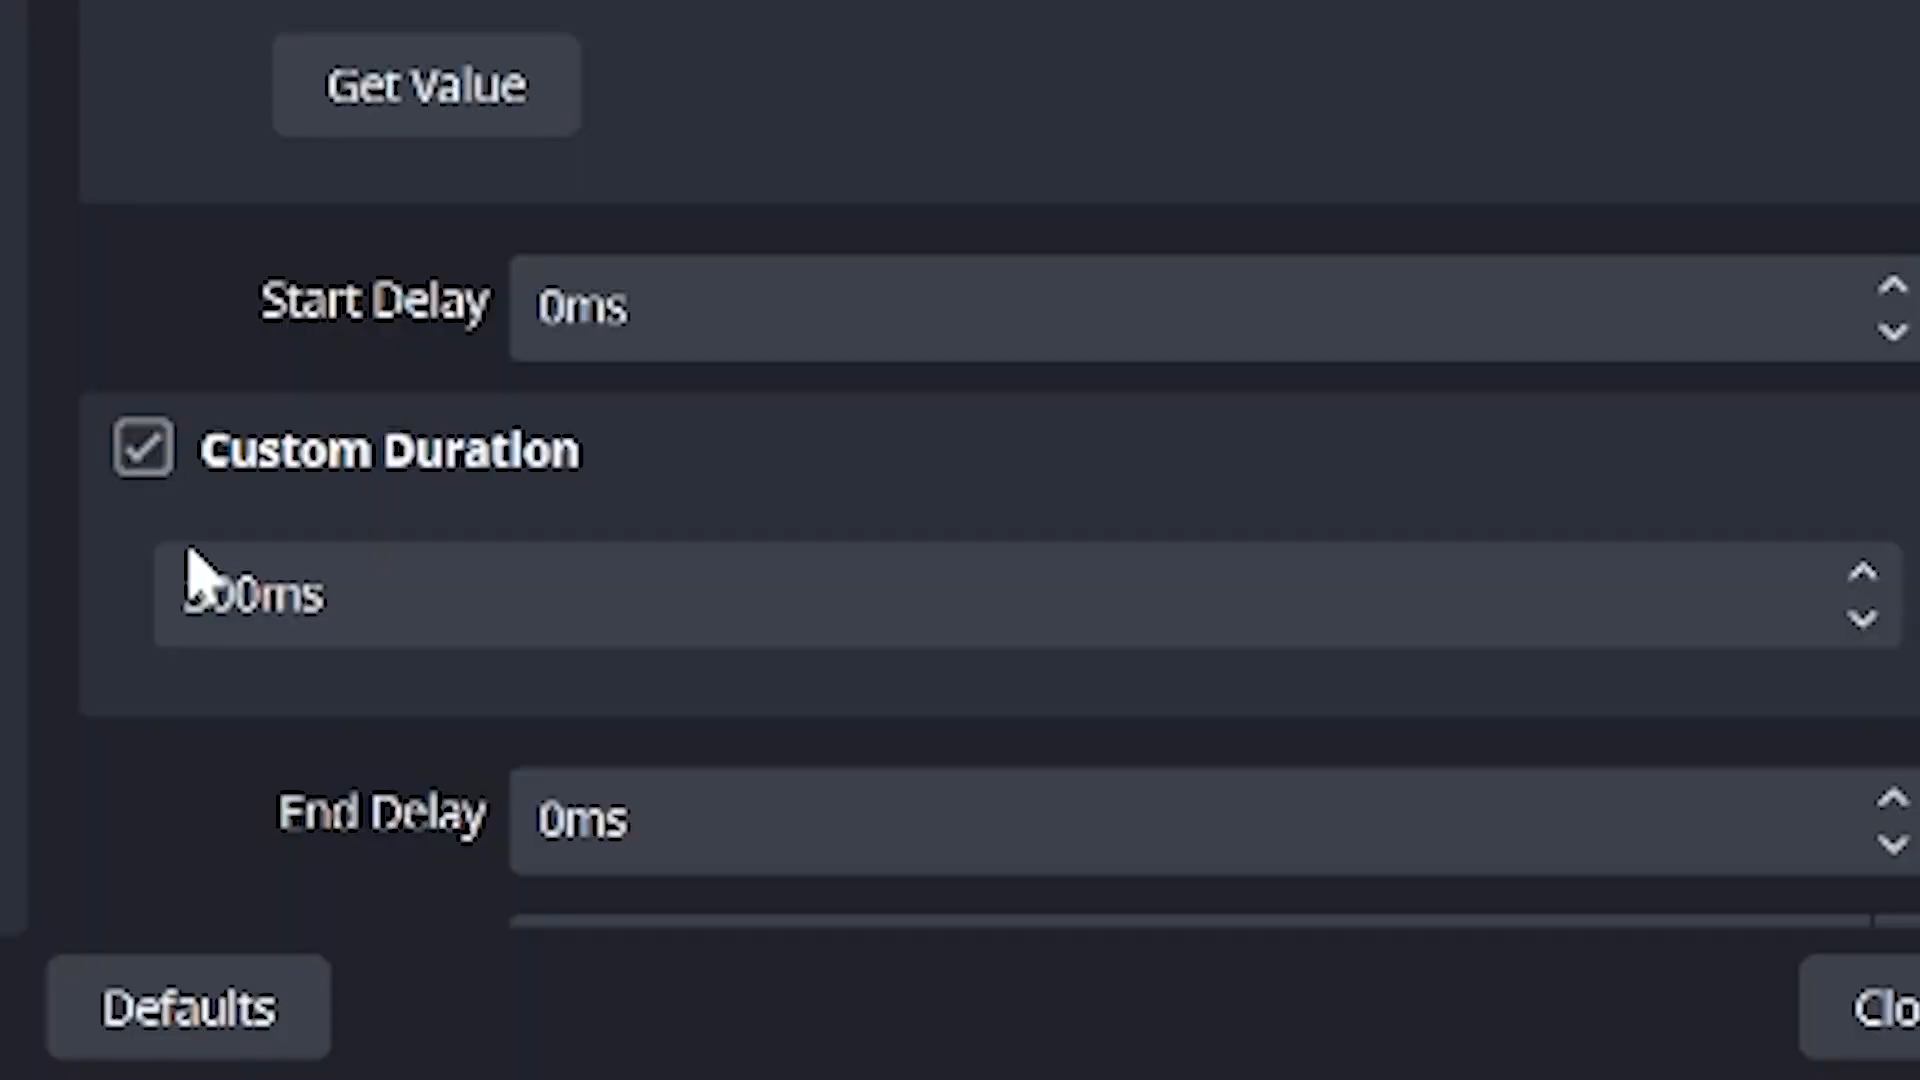 Get Value
Start Delay 0ms
Custom Duration
End Delay 0ms
Defaults